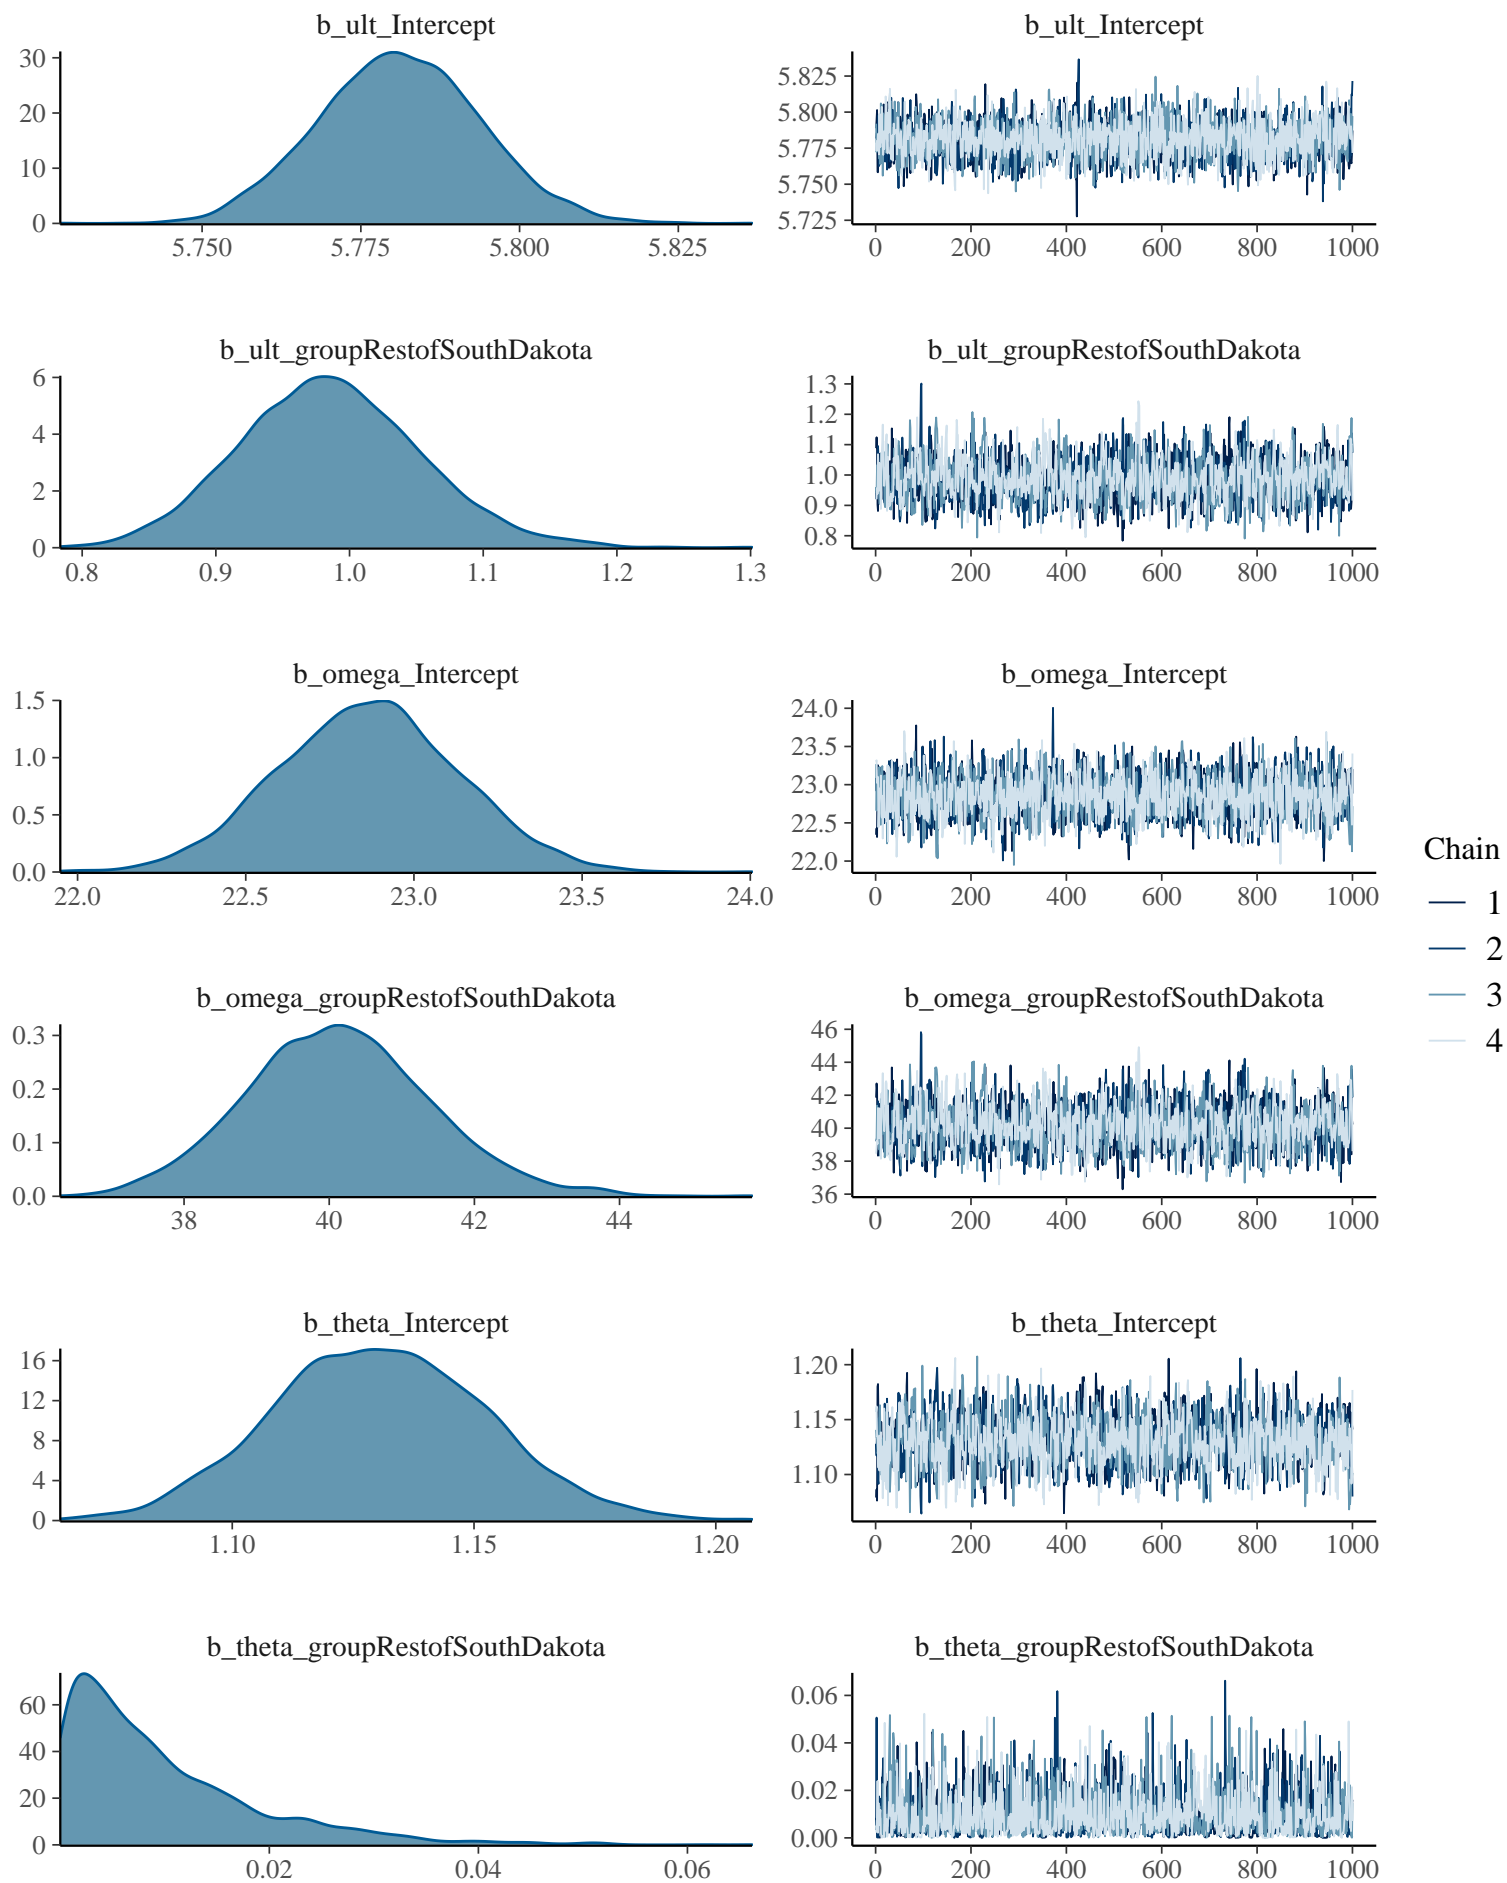 b_ult_Intercept b_ult_Intercept
30 20 10 0
5.750 5.775 5.800 5.825
5.825 5.800 5.775 5.750 5.725
0 200 400 600 800 1000
b_ult_groupRestofSouthDakota b_ult_groupRestofSouthDakota
6 4 2 0
0.8 0.9 1.0 1.1 1.2 1.3
1.3 1.2 1.1 1.0 0.9 0.8
0 200 400 600 800 1000
b_omega_Intercept b_omega_Intercept
1.5 1.0 0.5 0.0
22.0 22.5 23.0 23.5 24.0
24.0 23.5 23.0 22.5 22.0
0 200 400 600 800 1000
b_omega_groupRestofSouthDakota b_omega_groupRestofSouthDakota
0.3 0.2 0.1 0.0
38 40 42 44
46 44 42 40 38 36
0 200 400 600 800 1000
b_theta_Intercept b_theta_Intercept
16 12 8 4 0
1.10 1.15 1.20
1.20 1.15 1.10
0 200 400 600 800 1000
b_theta_groupRestofSouthDakota b_theta_groupRestofSouthDakota
60 40 20 0
0.02 0.04 0.06
0.06 0.04 0.02 0.00
0 200 400 600 800 1000
Chain
1
2
3
4